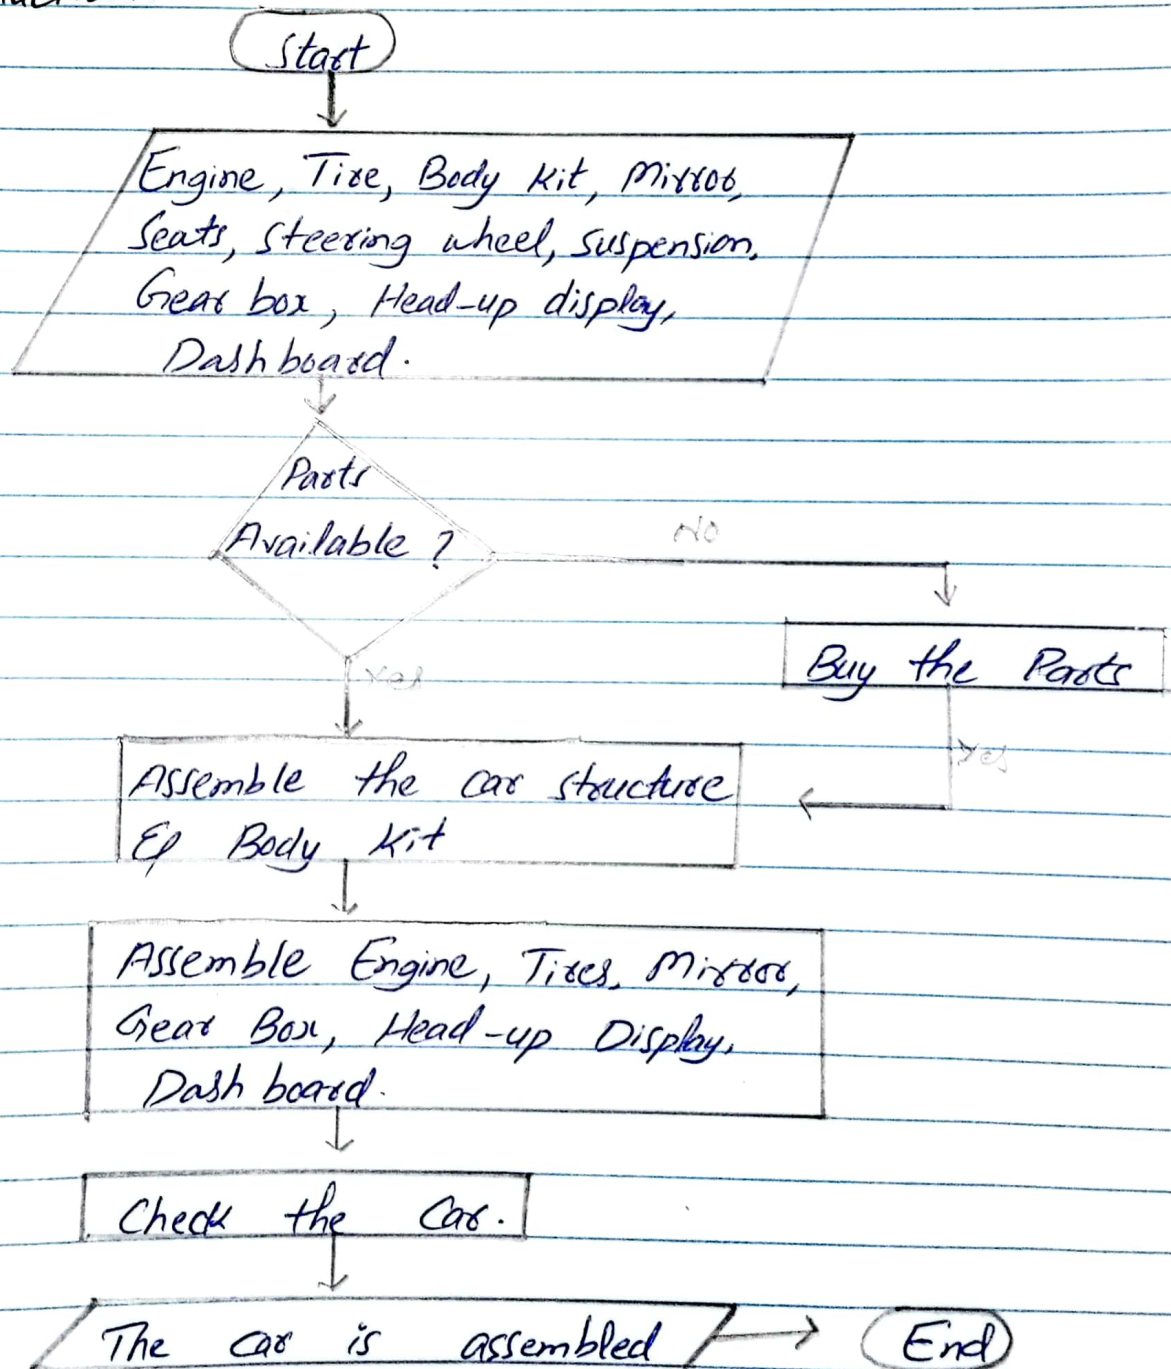 Start
Engine, Tire, Body Kit, Mirror,
Seats, Steering wheel, Suspension,
Gear box, Head-up display,
Dashboard.
Parts
Available ?
No
Buy the Parts
Yes
Yes
Assemble the car structure
& Body Kit
Assemble Engine, Tires, Mirror,
Gear Box, Head-up Display,
Dash board.
Check the Car.
The car is assembled
End